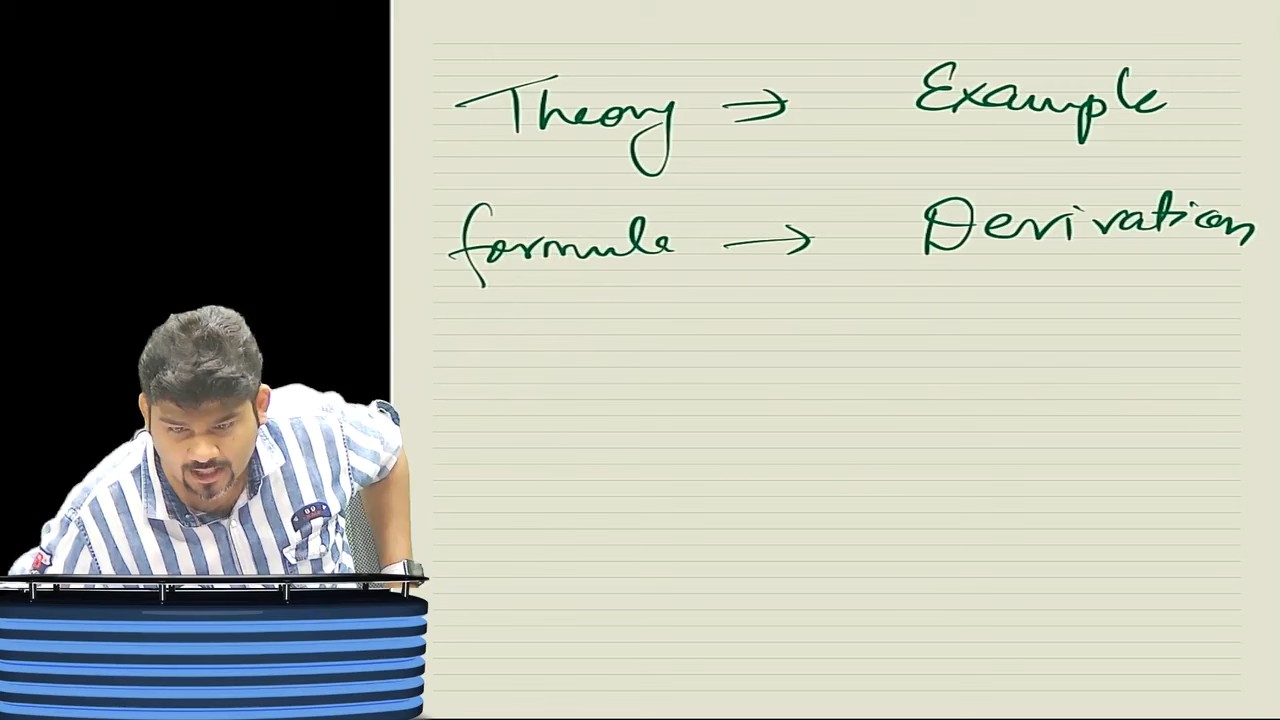 Theory → Example
formula → Derivation